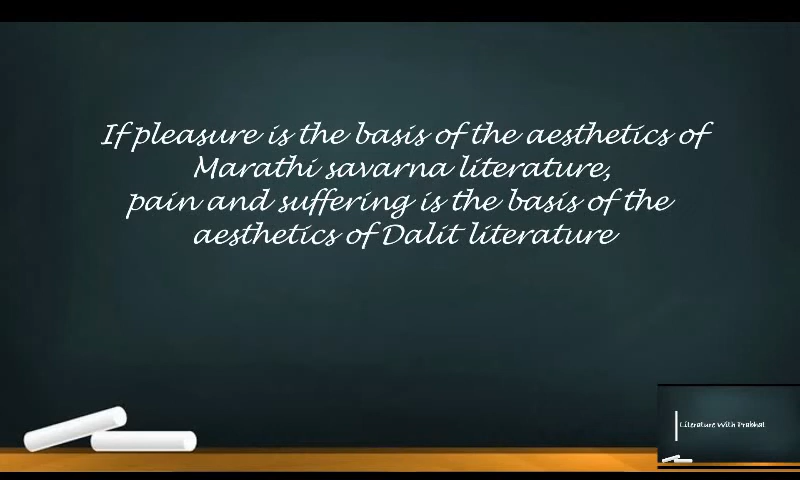 If pleasure is the basis of the aesthetics of
Marathi savarna literature,
pain and suffering is the basis of the
aesthetics of Dalit literature
Literature With Prabhat